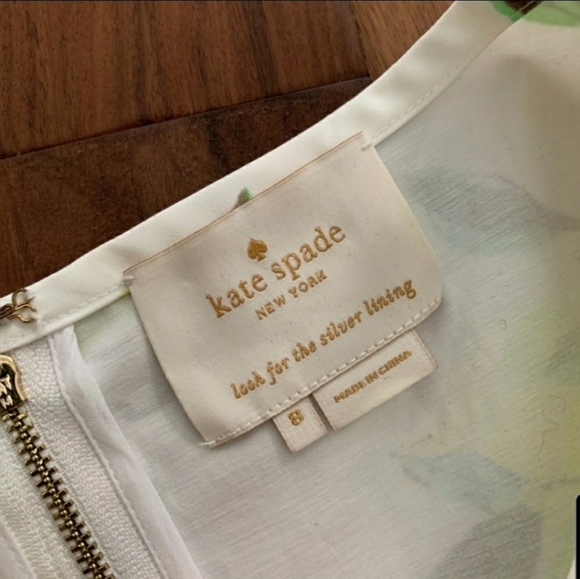 kate spade
NEW YORK
look for the silver lining
8
MADE IN CHINA